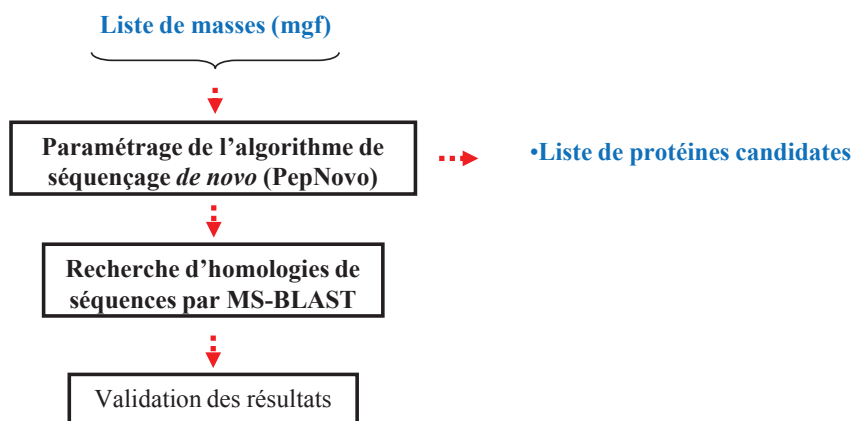 Liste de masses (mgf)
Paramétrage de l'algorithme de
séquençage de novo (PepNovo)
•Liste de protéines candidates
Recherche d'homologies de
séquences par MS-BLAST
Validation des résultats